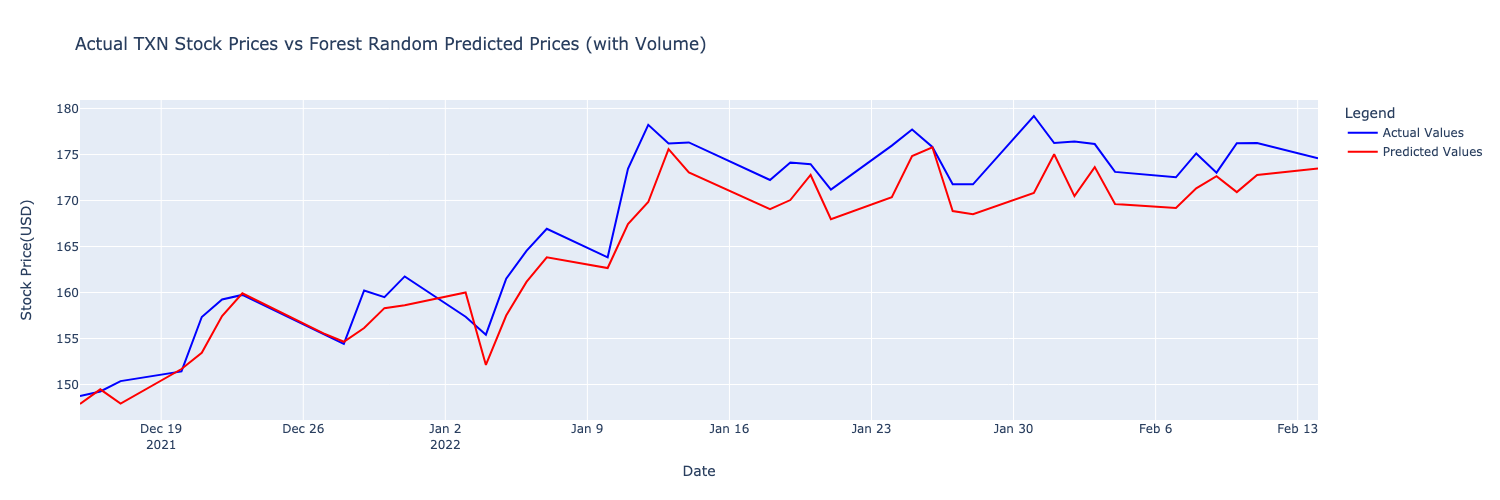 Actual TXN Stock Prices vs Forest Random Predicted Prices (with Volume)
Legend
Actual Values
Predicted Values
180
175
170
165
160
155
150
Stock Price(USD)
Dec 19
2021
Dec 26
Jan 2
2022
Jan 9
Jan 16
Jan 23
Jan 30
Feb 6
Feb 13
Date